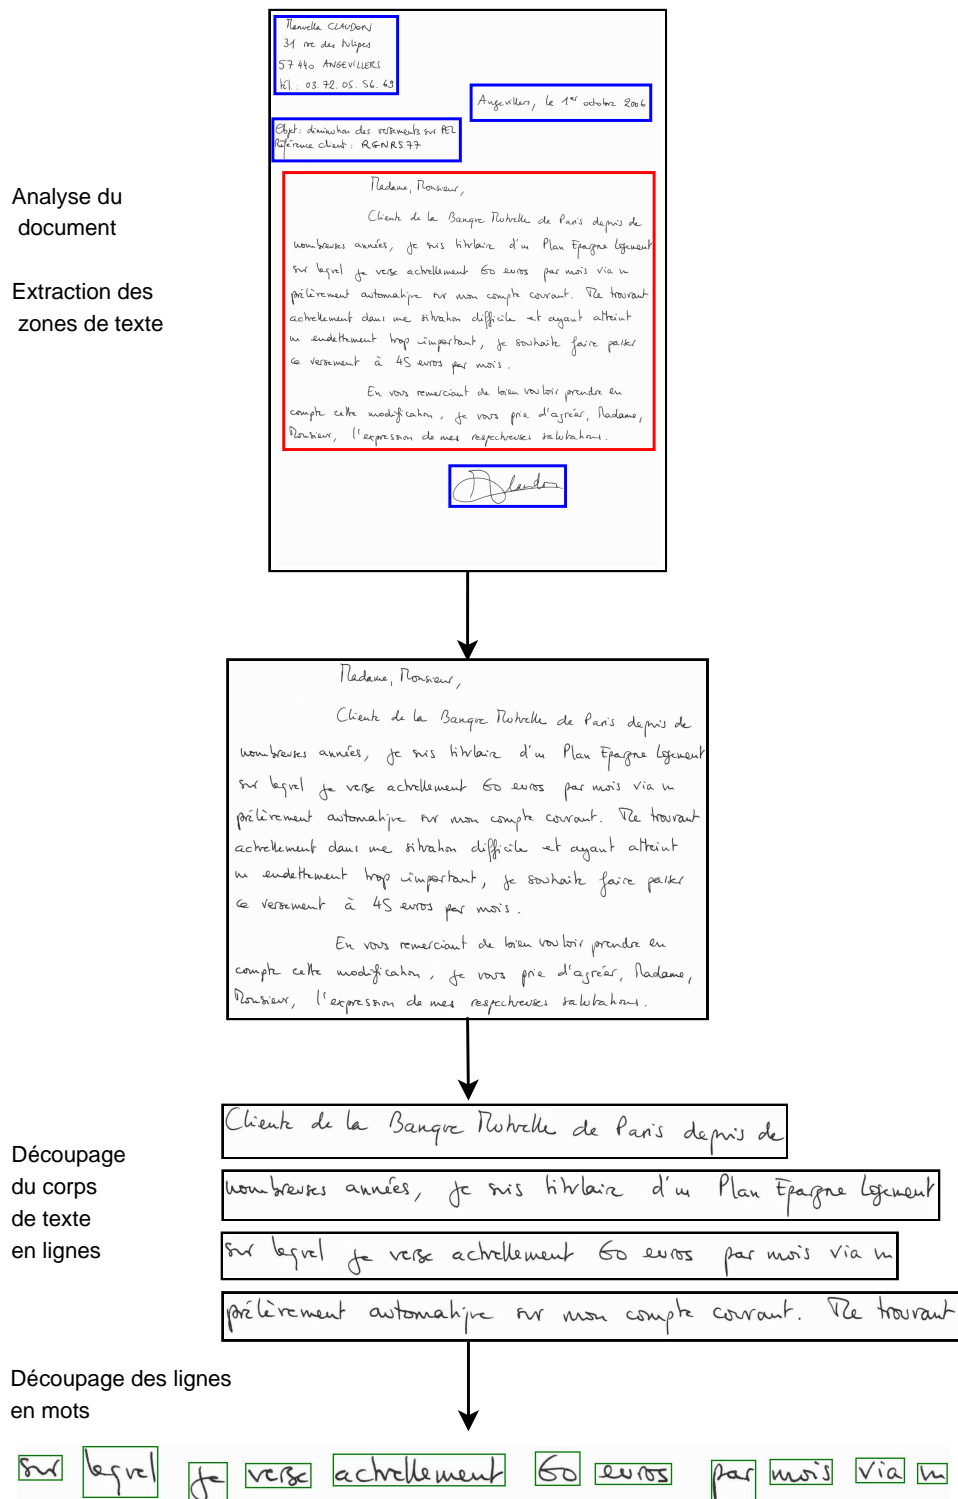 Manuella CLAUDON
31 rue des tulipes
57440 ANGEVILLERS
tél. : 03.72.05.56.69
Angevillers, le 1er octobre 2006
Objet : diminution des versements sur PEL
Référence client : RGNRS77
Analyse du
document
Extraction des
zones de texte
Madame, Monsieur,
Cliente de la Banque Mutuelle de Paris depuis de
nombreuses années, je suis titulaire d'un Plan Epargne Logement
sur lequel je verse actuellement 60 euros par mois via un
prélèvement automatique sur mon compte courant. Me trouvant
actuellement dans une situation difficile et ayant atteint
un endettement trop important, je souhaite faire passer
ce versement à 45 euros par mois.
En vous remerciant de bien vouloir prendre en
compte cette modification, je vous prie d'agréer, Madame,
Monsieur, l'expression de mes respectueuses salutations.
Claudon
Madame, Monsieur,
Cliente de la Banque Mutuelle de Paris depuis de
nombreuses années, je suis titulaire d'un Plan Epargne Logement
sur lequel je verse actuellement 60 euros par mois via un
prélèvement automatique sur mon compte courant. Me trouvant
actuellement dans une situation difficile et ayant atteint
un endettement trop important, je souhaite faire passer
ce versement à 45 euros par mois.
En vous remerciant de bien vouloir prendre en
compte cette modification, je vous prie d'agréer, Madame,
Monsieur, l'expression de mes respectueuses salutations.
Découpage
du corps
de texte
en lignes
Cliente de la Banque Mutuelle de Paris depuis de
nombreuses années, je suis titulaire d'un Plan Epargne Logement
sur lequel je verse actuellement 60 euros par mois via un
prélèvement automatique sur mon compte courant. Me trouvant
Découpage des lignes
en mots
sur lequel je verse actuellement 60 euros par mois via un